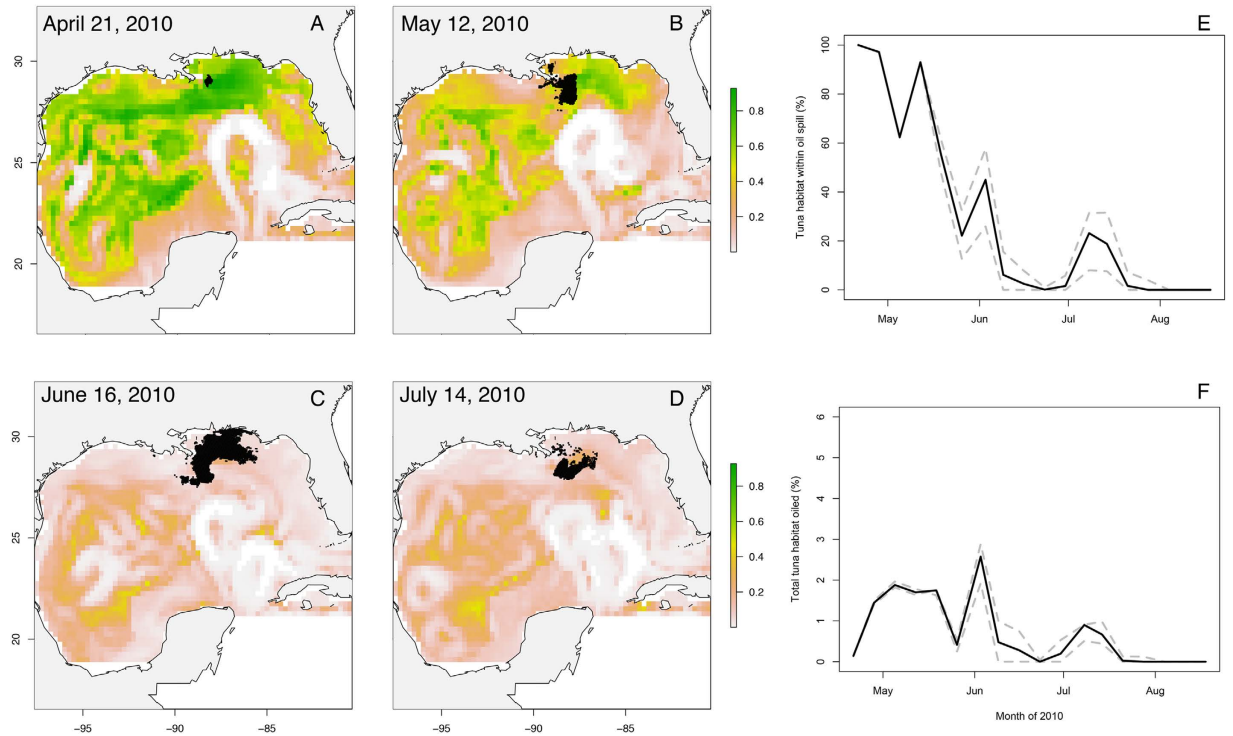 April 21, 2010 A
May 12, 2010 B
30
25
20
0.8
0.6
0.4
0.2
E
Tuna habitat within oil spill (%)
100
80
60
40
20
0
May Jun Jul Aug
June 16, 2010 C
July 14, 2010 D
30
25
20
−95 −90 −85
−95 −90 −85
0.8
0.6
0.4
0.2
F
Total tuna habitat oiled (%)
6
5
4
3
2
1
0
May Jun Jul Aug
Month of 2010